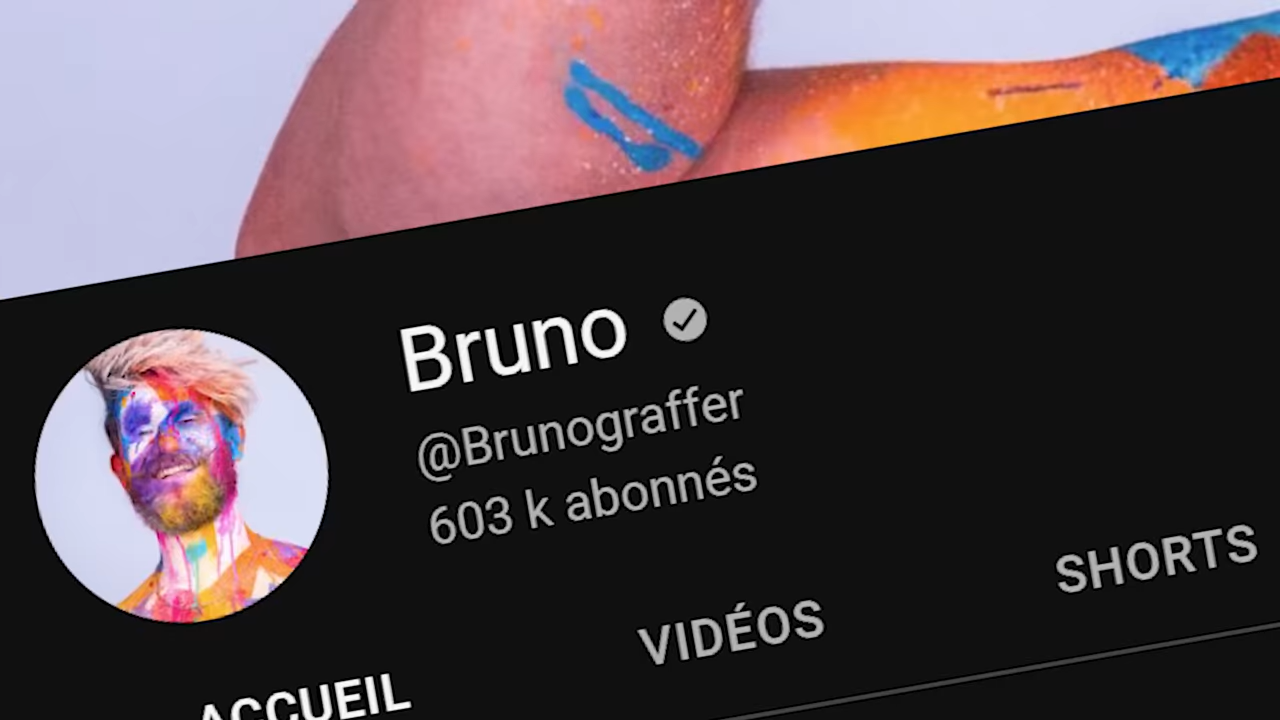 Bruno
@Brunograffer
603 k abonnés
ACCUEIL
VIDÉOS
SHORTS